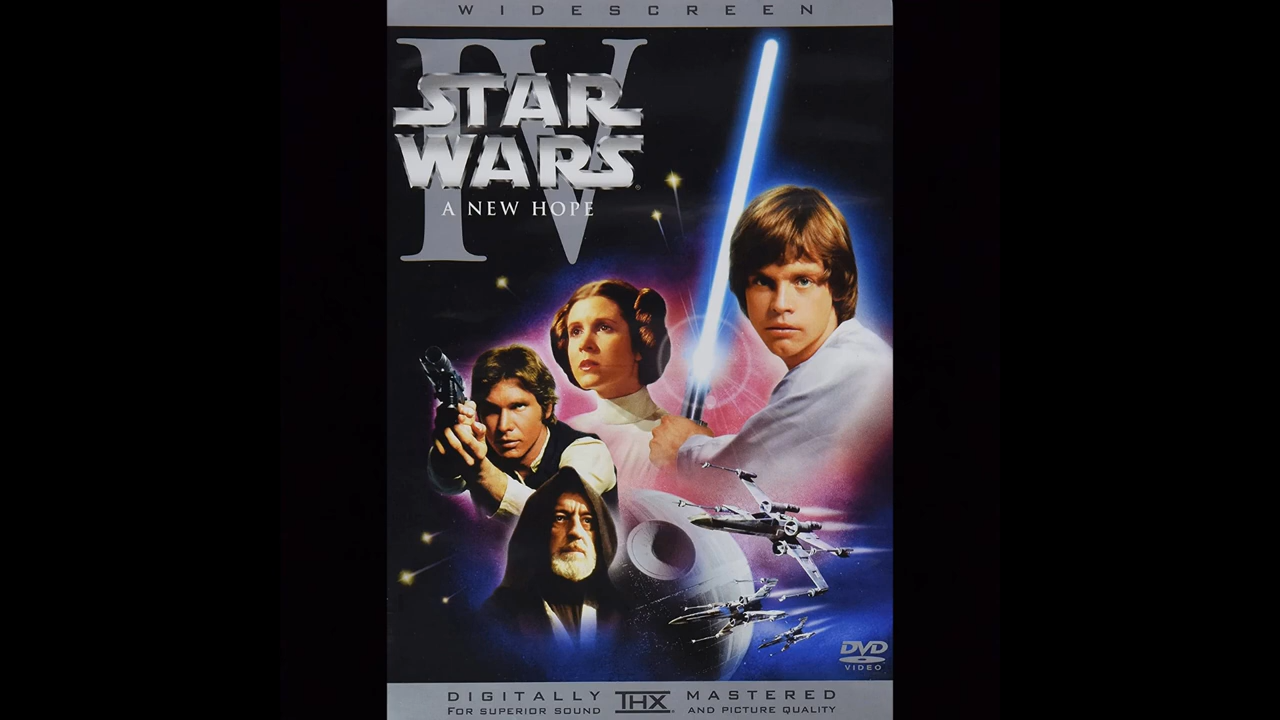 WIDESCREEN
IV
STAR
WARS
A NEW HOPE
DVD
VIDEO
DIGITALLY THX MASTERED
FOR SUPERIOR SOUND AND PICTURE QUALITY